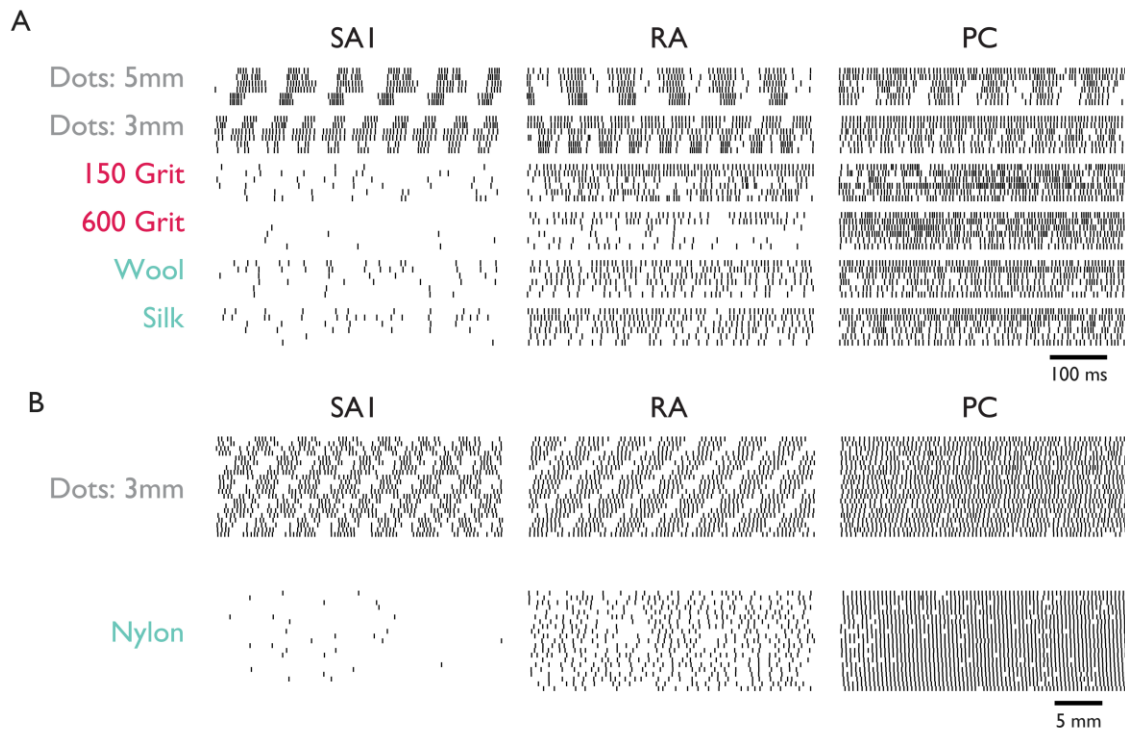 A
SA1 RA PC
Dots: 5mm
Dots: 3mm
150 Grit
600 Grit
Wool
Silk
100 ms
B
SA1 RA PC
Dots: 3mm
Nylon
5 mm